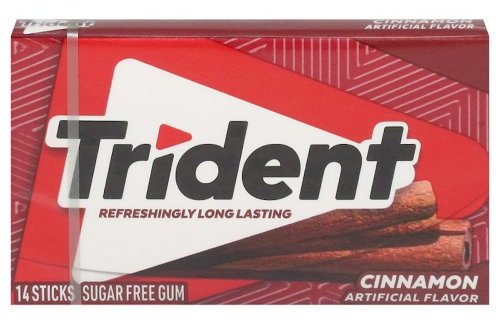 CINNAMON
ARTIFICIAL FLAVOR
Trident
REFRESHINGLY LONG LASTING
14 STICKS SUGAR FREE GUM
CINNAMON
ARTIFICIAL FLAVOR